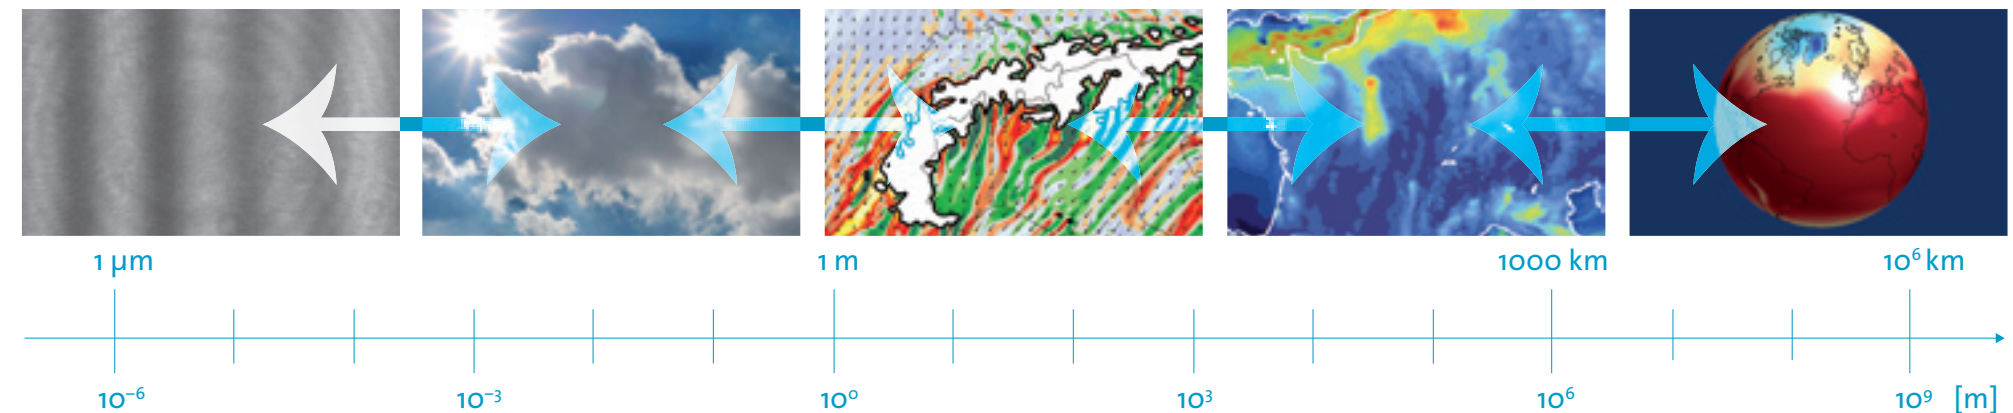 1 µm 1 m 1000 km 10⁶ km
10⁻⁶ 10⁻³ 10⁰ 10³ 10⁶ 10⁹ [m]